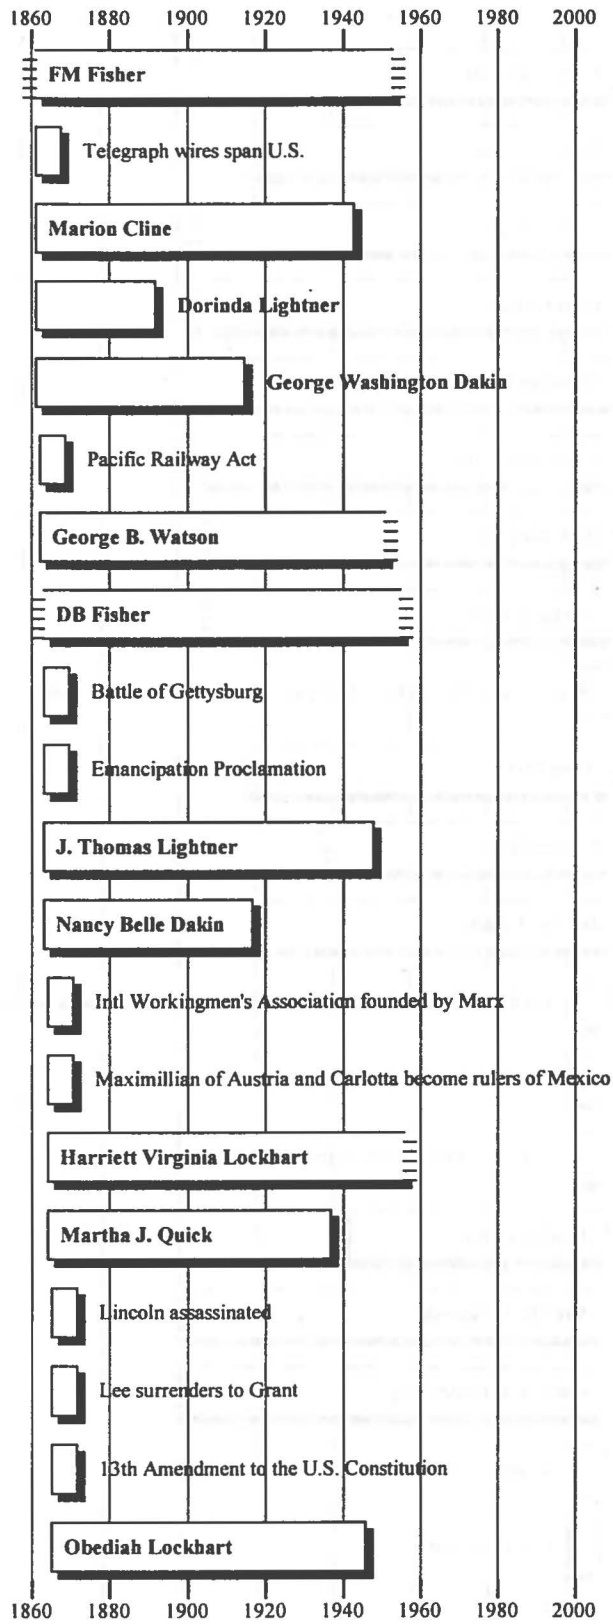 1860 1880 1900 1920 1940 1960 1980 2000
FM Fisher
Telegraph wires span U.S.
Marion Cline
Dorinda Lightner
George Washington Dakin
Pacific Railway Act
George B. Watson
DB Fisher
Battle of Gettysburg
Emancipation Proclamation
J. Thomas Lightner
Nancy Belle Dakin
Intl Workingmen's Association founded by Marx
Maximillian of Austria and Carlotta become rulers of Mexico
Harriett Virginia Lockhart
Martha J. Quick
Lincoln assassinated
Lee surrenders to Grant
13th Amendment to the U.S. Constitution
Obediah Lockhart
1860 1880 1900 1920 1940 1960 1980 2000